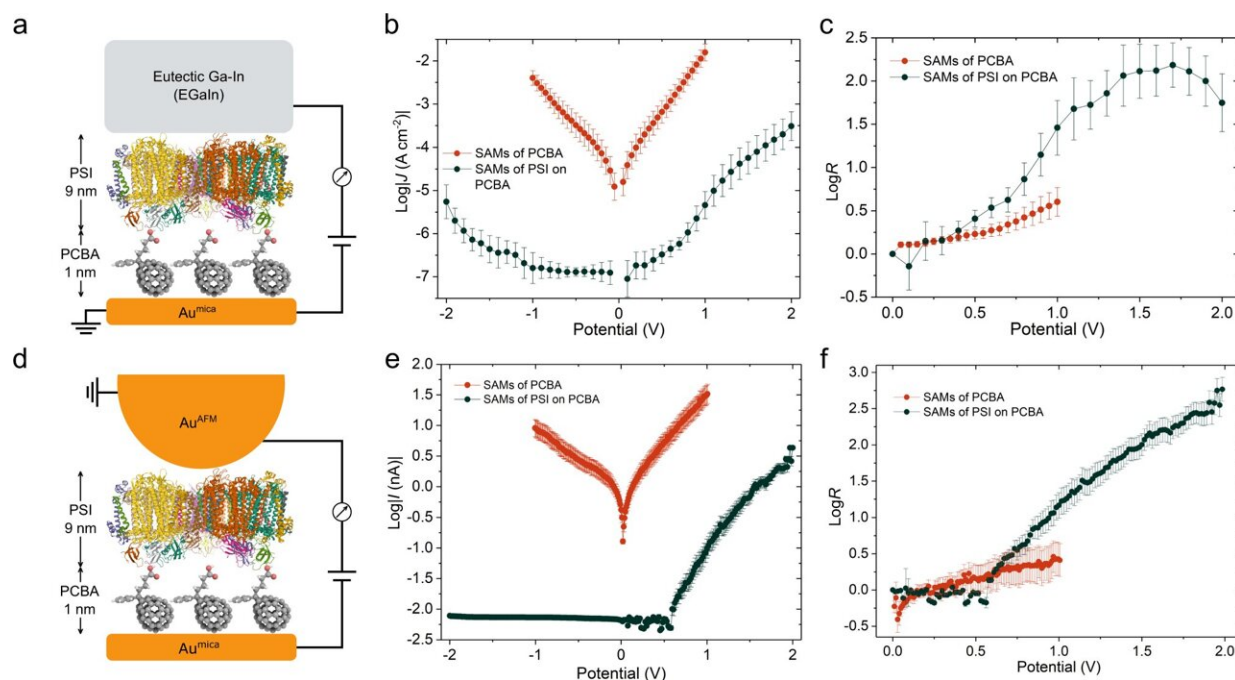 a
Eutectic Ga-In
(EGaIn)
PSI
9 nm
PCBA
1 nm
Au^mica
b
Log|J (A cm⁻²)|
-2
-3
-4
-5
-6
-7
SAMs of PCBA
SAMs of PSI on
PCBA
-2 -1 0 1 2
Potential (V)
c
LogR
2.5
2.0
1.5
1.0
0.5
0.0
-0.5
SAMs of PCBA
SAMs of PSI on PCBA
0.0 0.5 1.0 1.5 2.0
Potential (V)
d
Au^AFM
PSI
9 nm
PCBA
1 nm
Au^mica
e
Log|I (nA)|
2.0
1.5
1.0
0.5
0.0
-0.5
-1.0
-1.5
-2.0
-2.5
SAMs of PCBA
SAMs of PSI on PCBA
-2 -1 0 1 2
Potential (V)
f
LogR
3.0
2.5
2.0
1.5
1.0
0.5
0.0
-0.5
SAMs of PCBA
SAMs of PSI on PCBA
0.0 0.5 1.0 1.5 2.0
Potential (V)